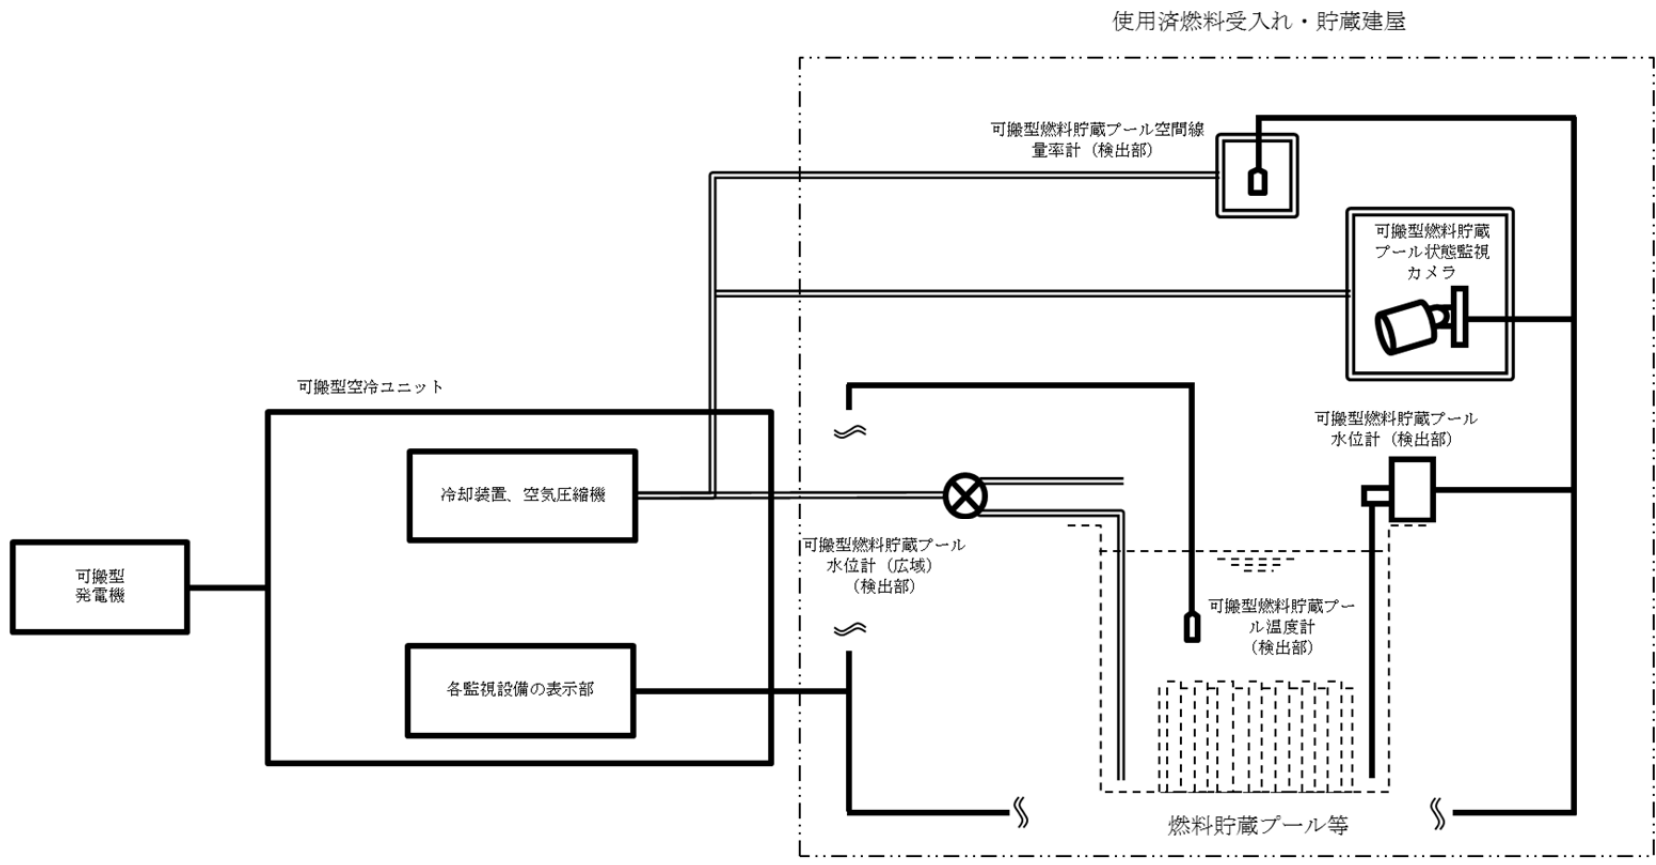 使用済燃料受入れ・貯蔵建屋
可搬型燃料貯蔵プール空間線
量率計（検出部）
可搬型燃料貯蔵
プール状態監視
カメラ
可搬型空冷ユニット
可搬型燃料貯蔵プール
水位計（検出部）
冷却装置、空気圧縮機
可搬型燃料貯蔵プール
水位計（広域）
（検出部）
可搬型
発電機
可搬型燃料貯蔵プー
ル温度計
（検出部）
各監視設備の表示部
燃料貯蔵プール等